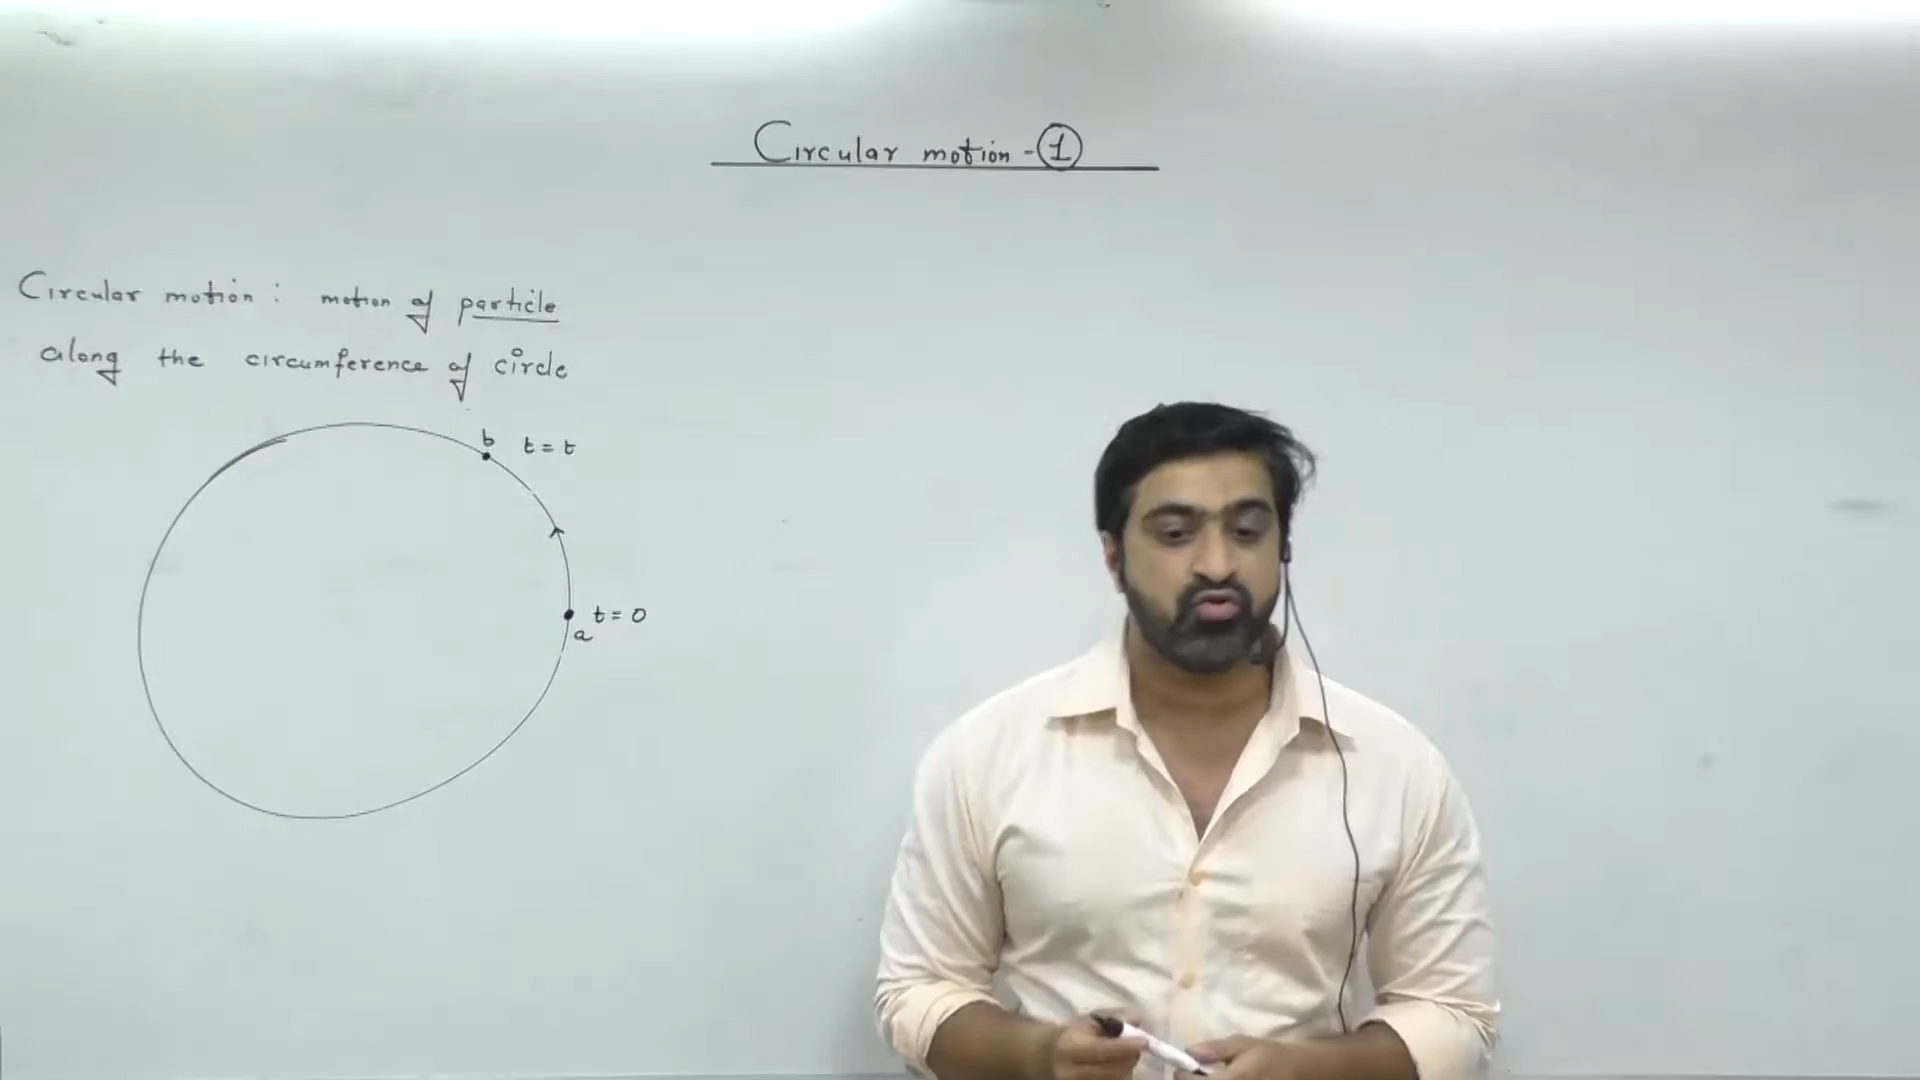 Circular motion - 1
Circular motion : motion of particle
along the circumference of circle
b t = t
t = 0
a